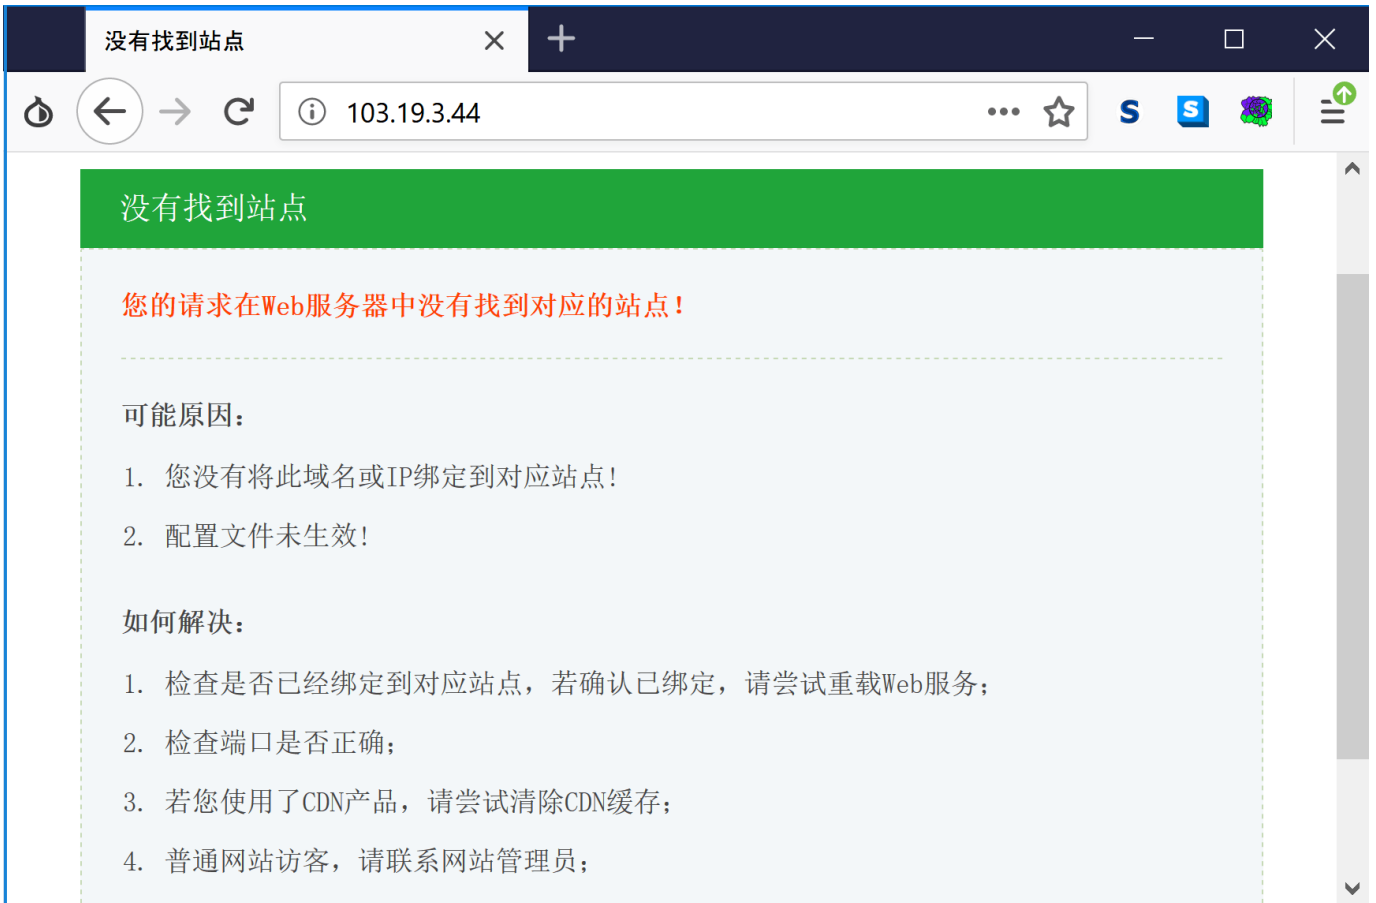 没有找到站点
103.19.3.44
S
S
没有找到站点
您的请求在Web服务器中没有找到对应的站点！
可能原因：
1. 您没有将此域名或IP绑定到对应站点!
2. 配置文件未生效!
如何解决：
1. 检查是否已经绑定到对应站点，若确认已绑定，请尝试重载Web服务；
2. 检查端口是否正确；
3. 若您使用了CDN产品，请尝试清除CDN缓存；
4. 普通网站访客，请联系网站管理员；